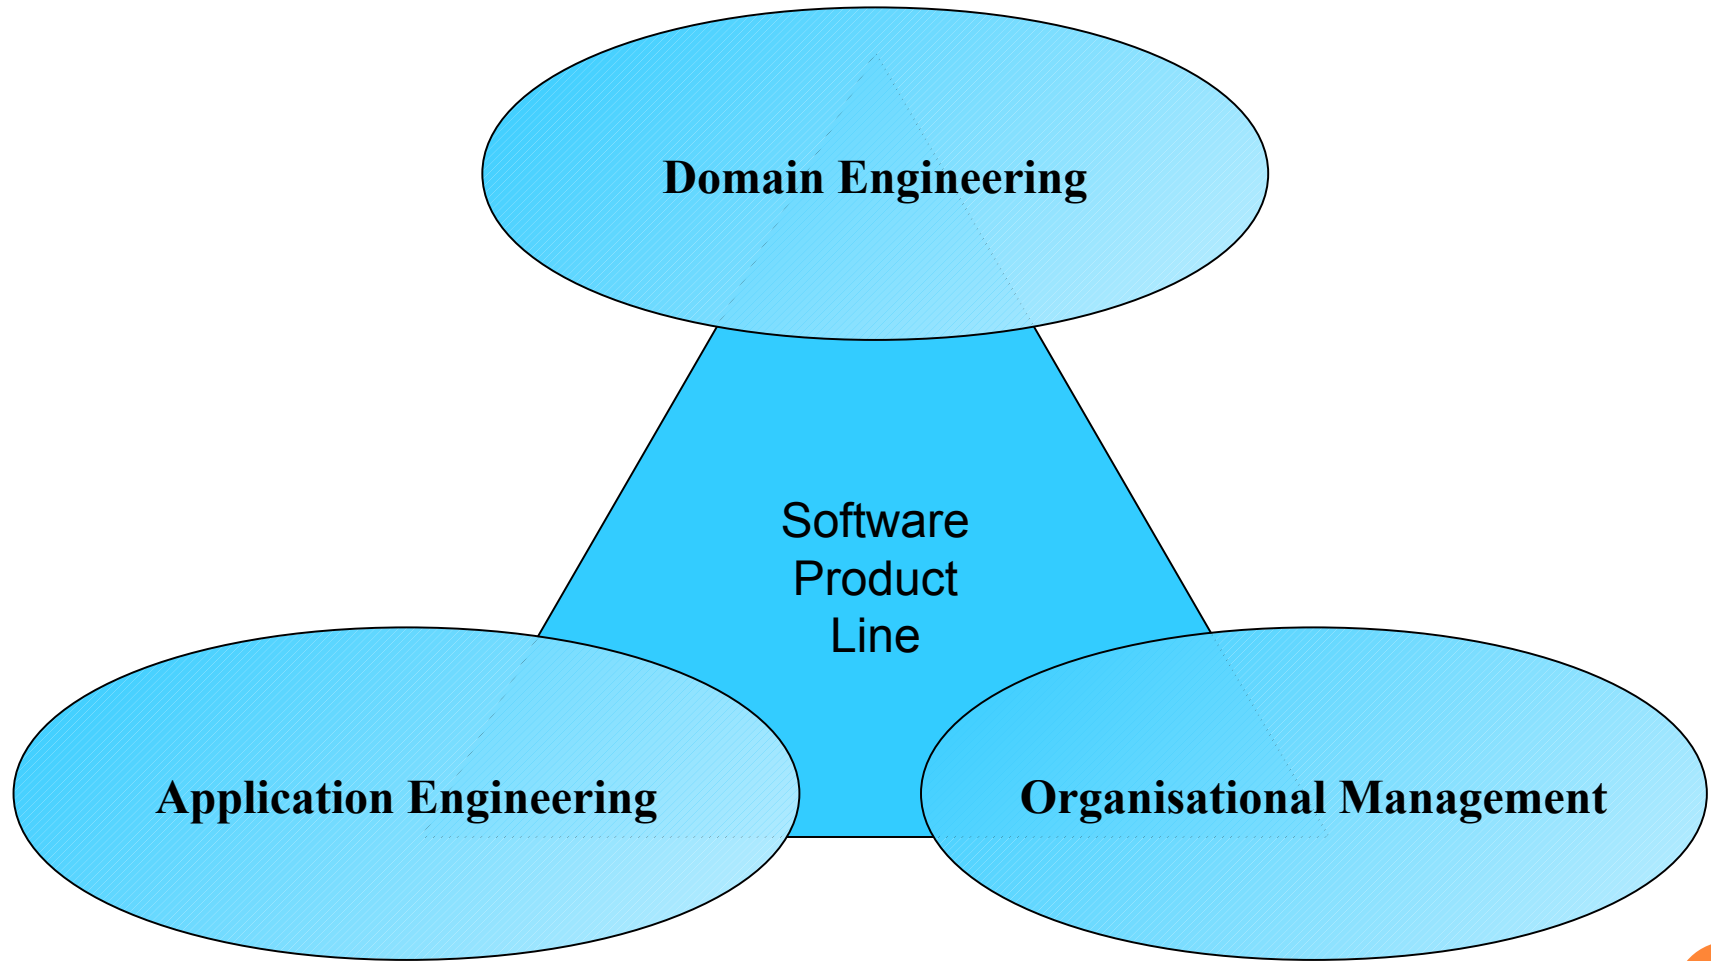 Domain Engineering
Software
Product
Line
Application Engineering
Organisational Management